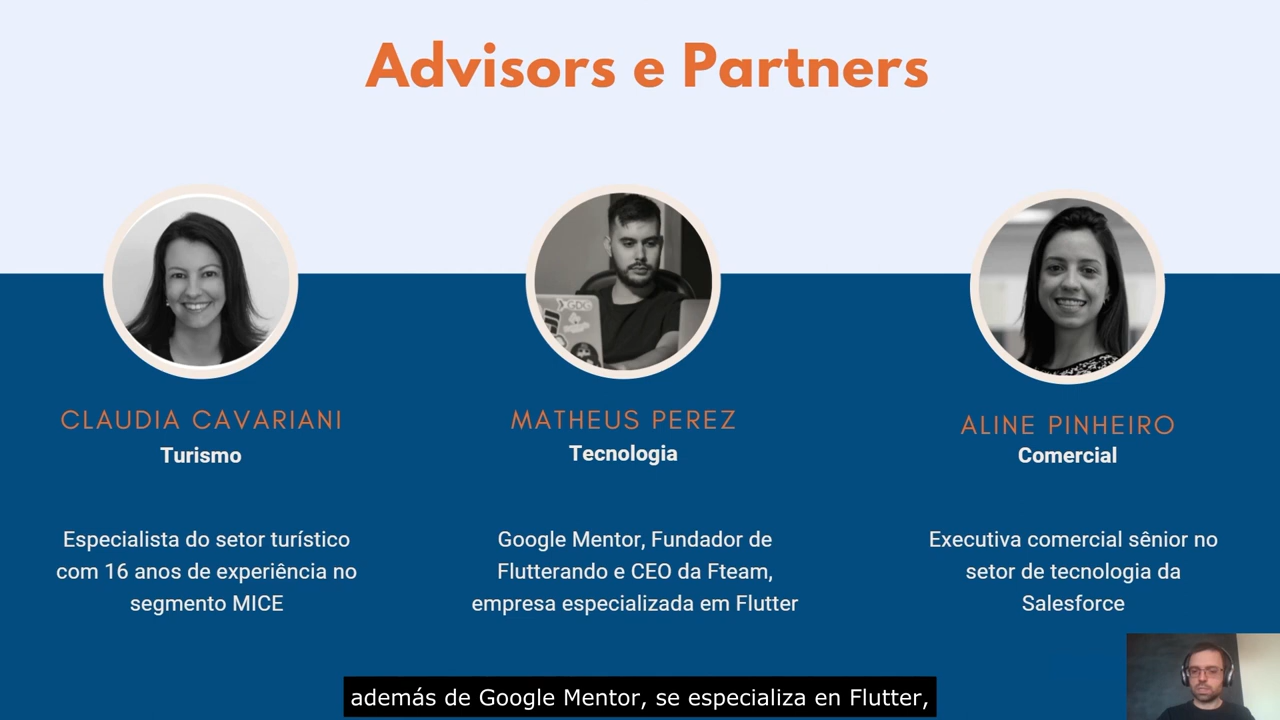 Advisors e Partners
GDG
CLAUDIA CAVARIANI
Turismo
Especialista do setor turístico
com 16 anos de experiência no
segmento MICE
MATHEUS PEREZ
Tecnologia
Google Mentor, Fundador de
Flutterando e CEO da Fteam,
empresa especializada em Flutter
ALINE PINHEIRO
Comercial
Executiva comercial sênior no
setor de tecnologia da
Salesforce
además de Google Mentor, se especializa en Flutter,